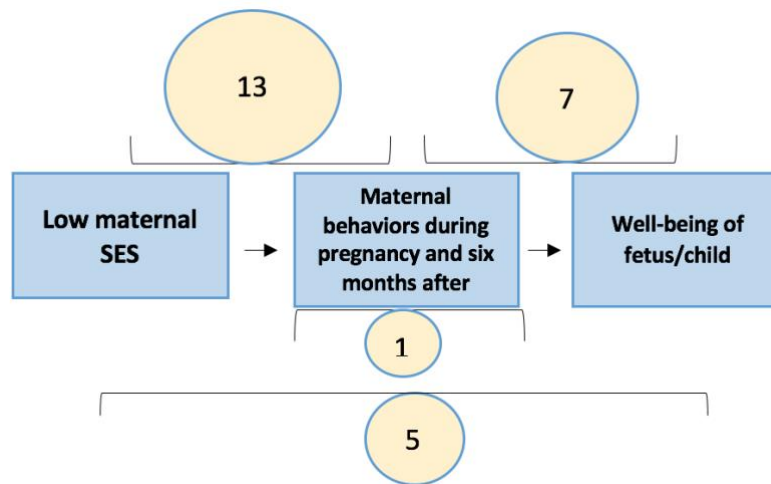 13
7
Low maternal
SES
Maternal
behaviors during
pregnancy and six
months after
Well-being of
fetus/child
1
5